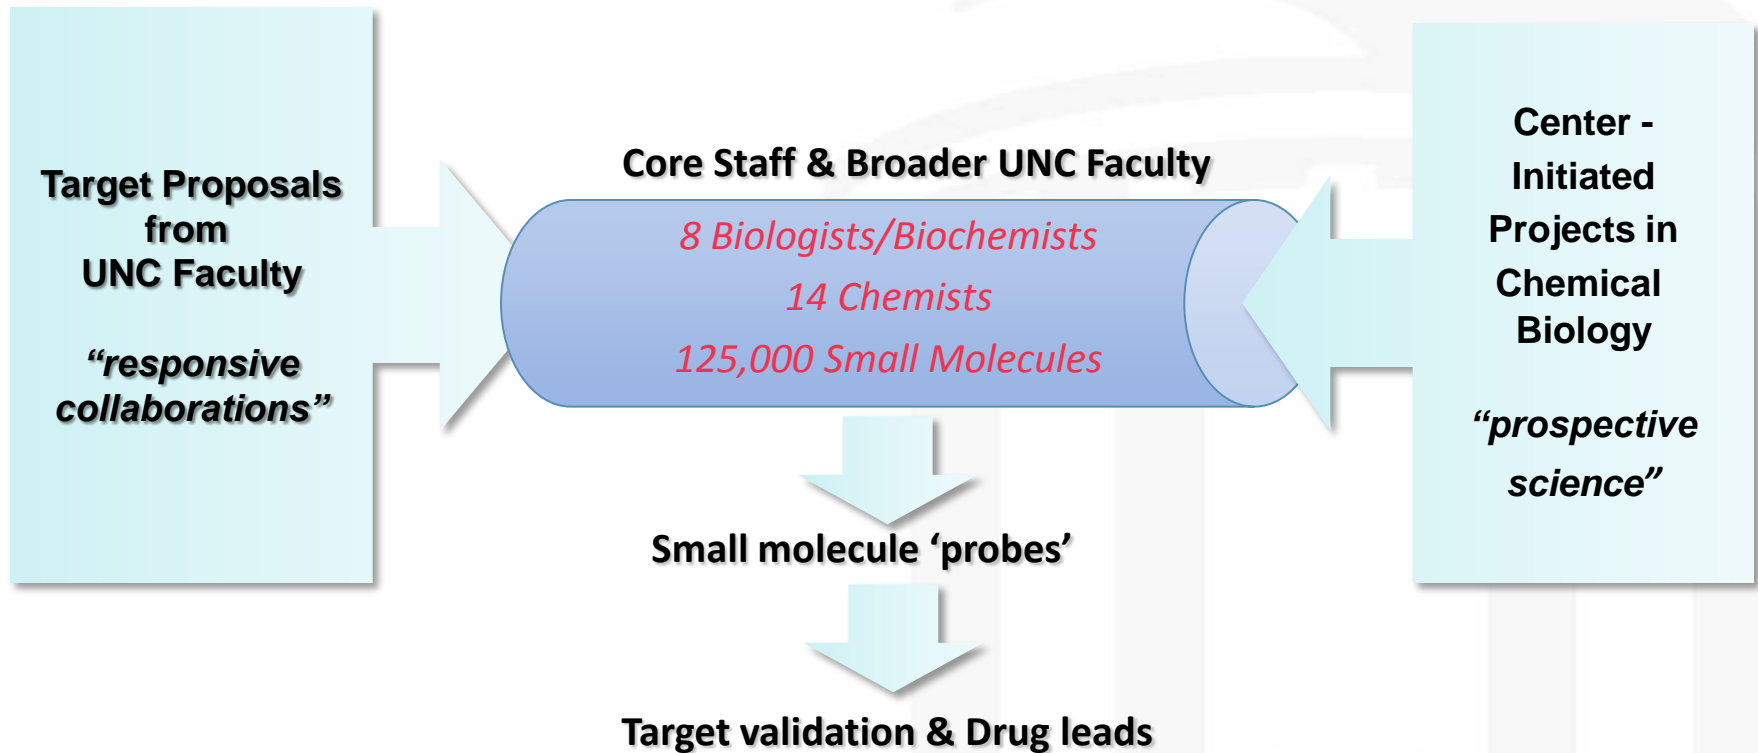 Target Proposals
from
UNC Faculty
“responsive
collaborations”
Core Staff & Broader UNC Faculty
8 Biologists/Biochemists
14 Chemists
125,000 Small Molecules
Small molecule ‘probes’
Target validation & Drug leads
Center -
Initiated
Projects in
Chemical
Biology
“prospective
science”